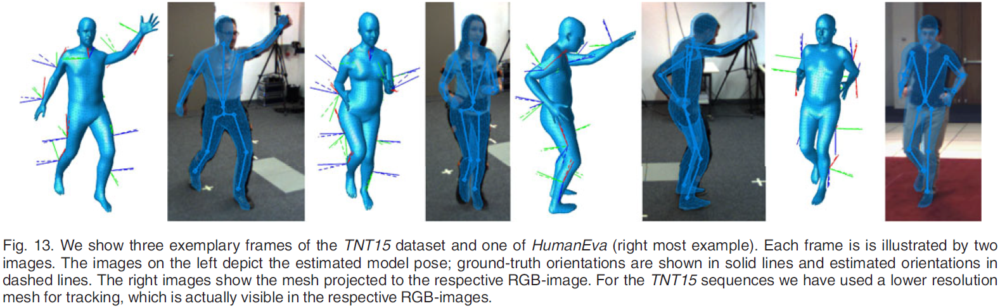 Fig. 13. We show three exemplary frames of the TNT15 dataset and one of HumanEva (right most example). Each frame is is illustrated by two
images. The images on the left depict the estimated model pose; ground-truth orientations are shown in solid lines and estimated orientations in
dashed lines. The right images show the mesh projected to the respective RGB-image. For the TNT15 sequences we have used a lower resolution
mesh for tracking, which is actually visible in the respective RGB-images.